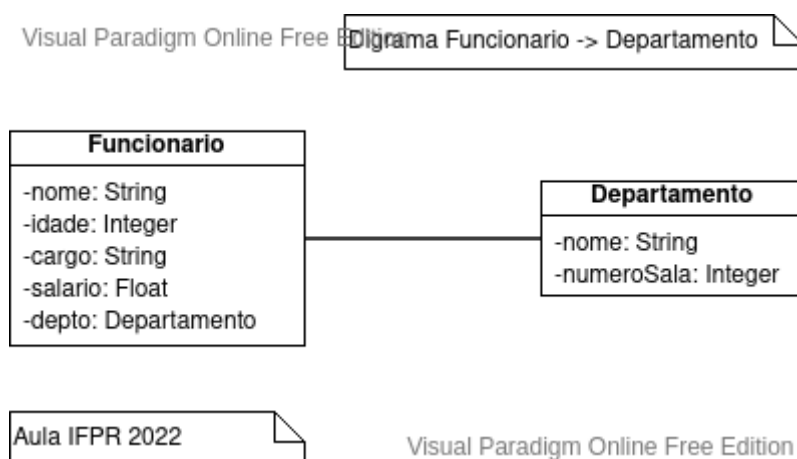 Visual Paradigm Online Free Edition
Digrama Funcionario -> Departamento
Funcionario
-nome: String
-idade: Integer
-cargo: String
-salario: Float
-depto: Departamento
Departamento
-nome: String
-numeroSala: Integer
Aula IFPR 2022
Visual Paradigm Online Free Edition